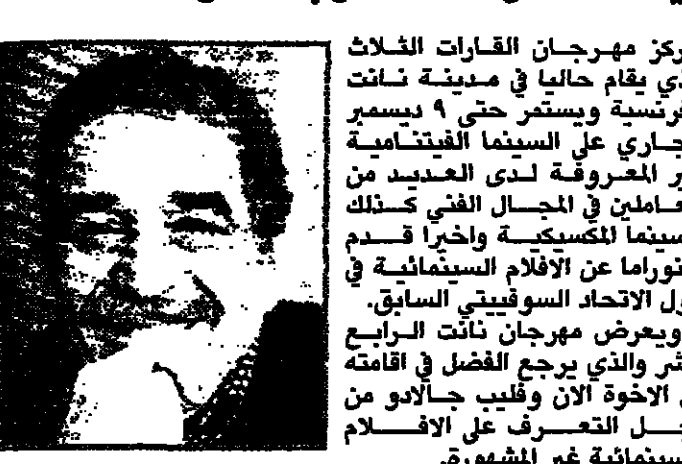 ركز مهرجان القارات الثلاث
ذي يقام حاليا في مدينة نانت
فرنسية ويستمر حتى ٩ ديسمبر
جاري على السينما الفيتنامية
ير المعروفة لدى العديد من
عاملين في المجال الفني كذلك
سينما المكسيكية واخيرا قدم
نوراما عن الافلام السينمائية في
ول الاتحاد السوفييتي السابق.
ويعرض مهرجان نانت الرابع
شر والذي يرجع الفضل في اقامته
الاخوة الان وفليب جالادو من
جل التعرف على الافلام
سينمائية غير المشهورة.